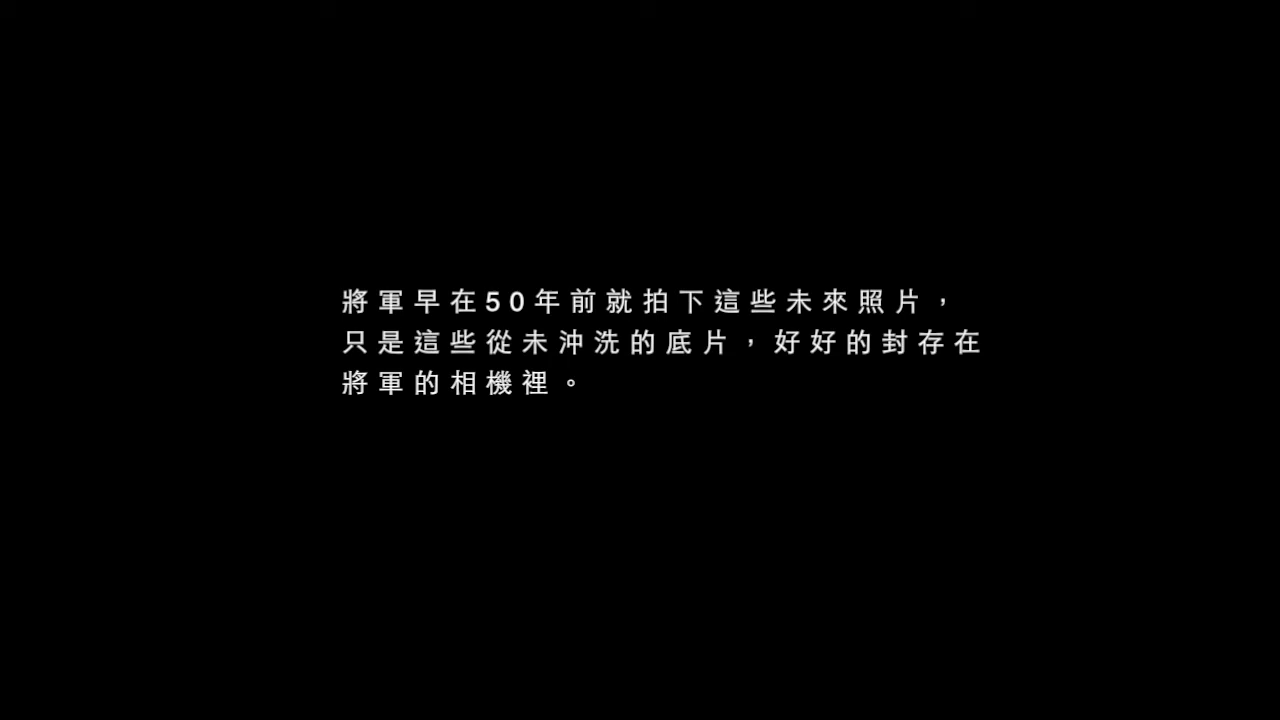 將軍早在50年前就拍下這些未來照片，
只是這些從未沖洗的底片，好好的封存在
將軍的相機裡。